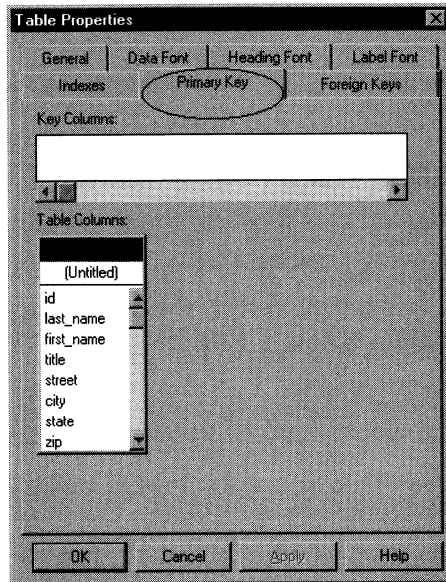 Table Properties
General Data Font Heading Font Label Font
Indexes Primary Key Foreign Keys
Key Columns:
Table Columns:
(Untitled)
id
last_name
first_name
title
street
city
state
zip
OK Cancel Apply Help